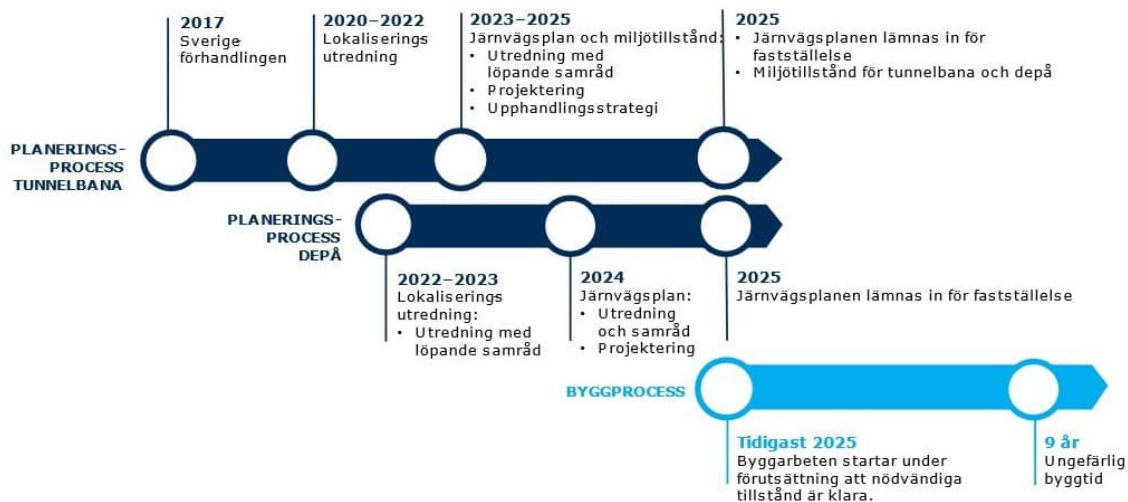 2017
Sverige
förhandlingen
2020–2022
Lokaliserings
utredning
2023–2025
Järnvägsplan och miljötillstånd:
• Utredning med
löpande samråd
• Projektering
• Upphandlingsstrategi
2025
• Järnvägsplanen lämnas in för
fastställelse
• Miljötillstånd för tunnelbana och depå
PLANERINGS-
PROCESS
TUNNELBANA
PLANERINGS-
PROCESS
DEPÅ
2022–2023
Lokaliserings
utredning:
• Utredning med
löpande samråd
2024
Järnvägsplan:
• Utredning
och samråd
• Projektering
2025
Järnvägsplanen lämnas in för fastställelse
BYGGPROCESS
Tidigast 2025
Byggarbeten startar under
förutsättning att nödvändiga
tillstånd är klara.
9 år
Ungefärlig
byggtid